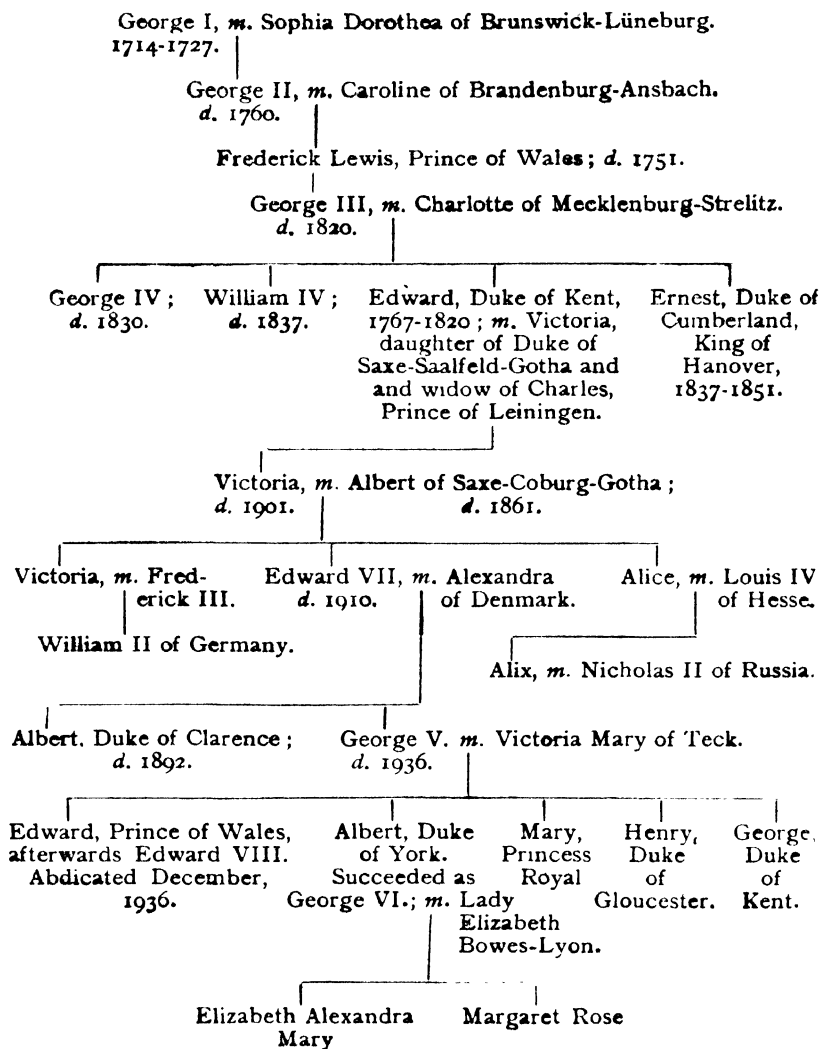 George I, m. Sophia Dorothea of Brunswick-Lüneburg.
1714-1727.
George II, m. Caroline of Brandenburg-Ansbach.
d. 1760.
Frederick Lewis, Prince of Wales; d. 1751.
George III, m. Charlotte of Mecklenburg-Strelitz.
d. 1820.
George IV;
d. 1830.
William IV;
d. 1837.
Edward, Duke of Kent,
1767-1820; m. Victoria,
daughter of Duke of
Saxe-Saalfeld-Gotha and
and widow of Charles,
Prince of Leiningen.
Ernest, Duke of
Cumberland,
King of
Hanover,
1837-1851.
Victoria, m. Albert of Saxe-Coburg-Gotha;
d. 1901. d. 1861.
Victoria, m. Fred-
erick III.
Edward VII, m. Alexandra
d. 1910. of Denmark.
Alice, m. Louis IV
of Hesse.
William II of Germany.
Alix, m. Nicholas II of Russia.
Albert, Duke of Clarence;
d. 1892.
George V. m. Victoria Mary of Teck.
d. 1936.
Edward, Prince of Wales,
afterwards Edward VIII.
Abdicated December,
1936.
Albert, Duke
of York.
Succeeded as
George VI.; m. Lady
Elizabeth
Bowes-Lyon.
Mary,
Princess
Royal
Henry,
Duke
of
Gloucester.
George,
Duke
of
Kent.
Elizabeth Alexandra
Mary
Margaret Rose